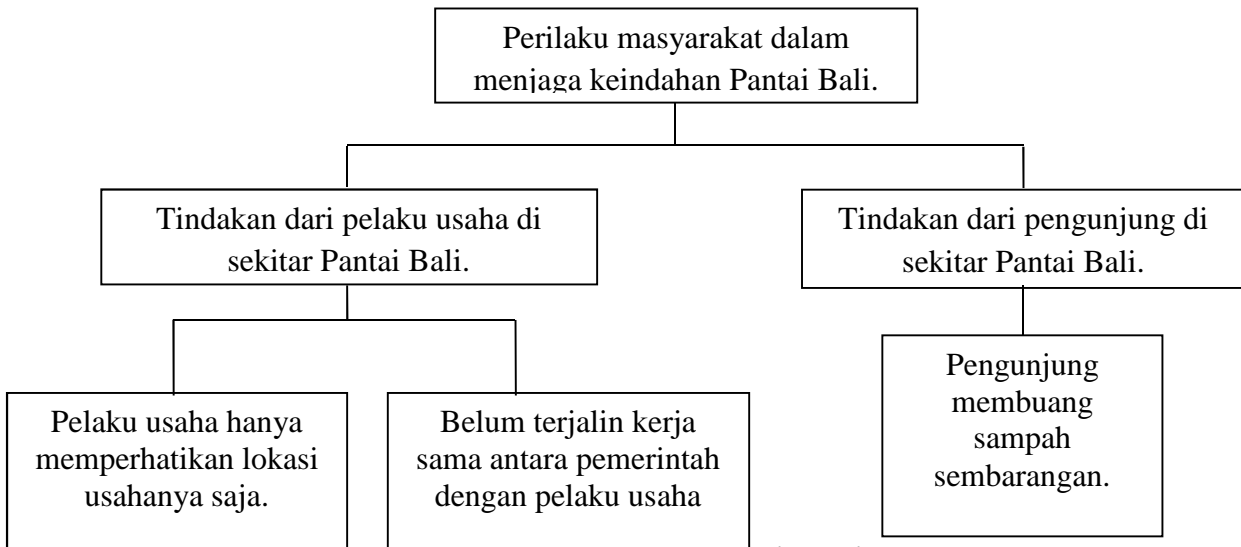 Perilaku masyarakat dalam
menjaga keindahan Pantai Bali.
Tindakan dari pelaku usaha di
sekitar Pantai Bali.
Tindakan dari pengunjung di
sekitar Pantai Bali.
Pelaku usaha hanya
memperhatikan lokasi
usahanya saja.
Belum terjalin kerja
sama antara pemerintah
dengan pelaku usaha
Pengunjung
membuang
sampah
sembarangan.